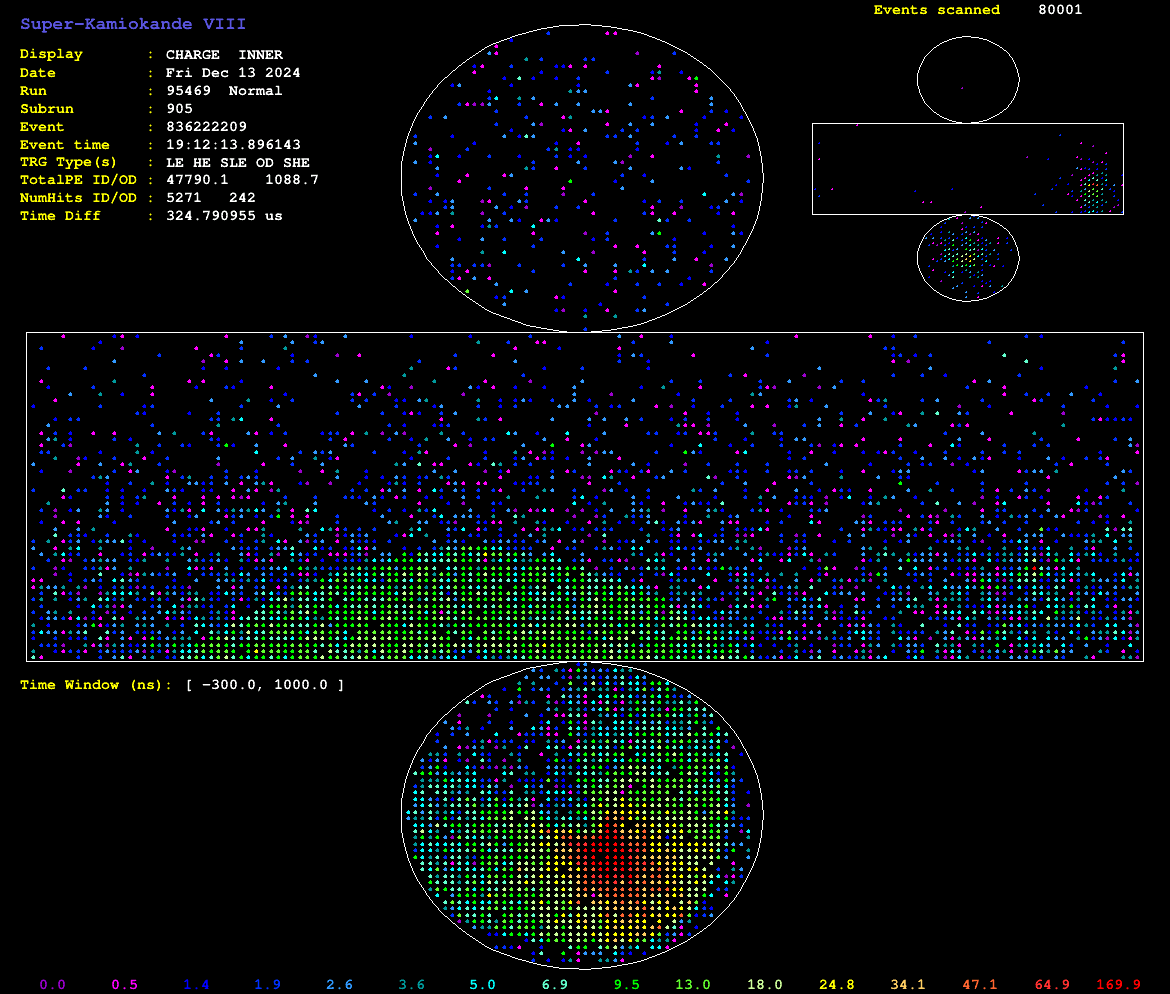 Super-Kamiokande VIII
Events scanned 80001
Display : CHARGE INNER
Date : Fri Dec 13 2024
Run : 95469 Normal
Subrun : 905
Event : 836222209
Event time : 19:12:13.896143
TRG Type(s) : LE HE SLE OD SHE
TotalPE ID/OD : 47790.1 1088.7
NumHits ID/OD : 5271 242
Time Diff : 324.790955 us
Time Window (ns): [ -300.0, 1000.0 ]
0.0 0.5 1.4 1.9 2.6 3.6 5.0 6.9 9.5 13.0 18.0 24.8 34.1 47.1 64.9 169.9